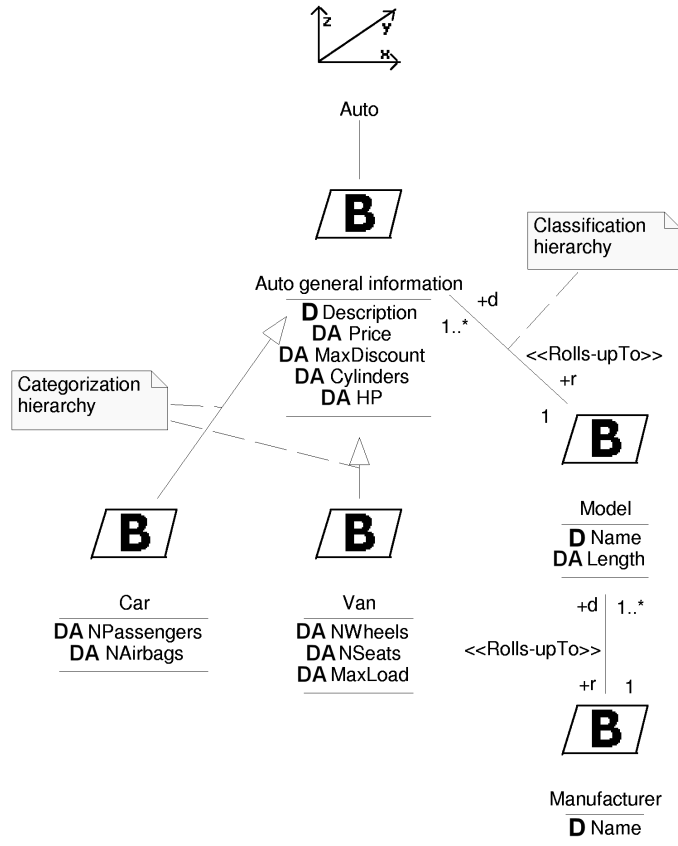 z
y
x
Auto
B
Classification
hierarchy
Auto general information
+d
D Description
1..*
DA Price
DA MaxDiscount
<<Rolls-upTo>>
DA Cylinders
+r
DA HP
Categorization
hierarchy
1
B
B
B
Model
D Name
DA Length
Car
DA NPassengers
DA NAirbags
Van
DA NWheels
DA NSeats
DA MaxLoad
+d
1..*
<<Rolls-upTo>>
+r
1
B
Manufacturer
D Name